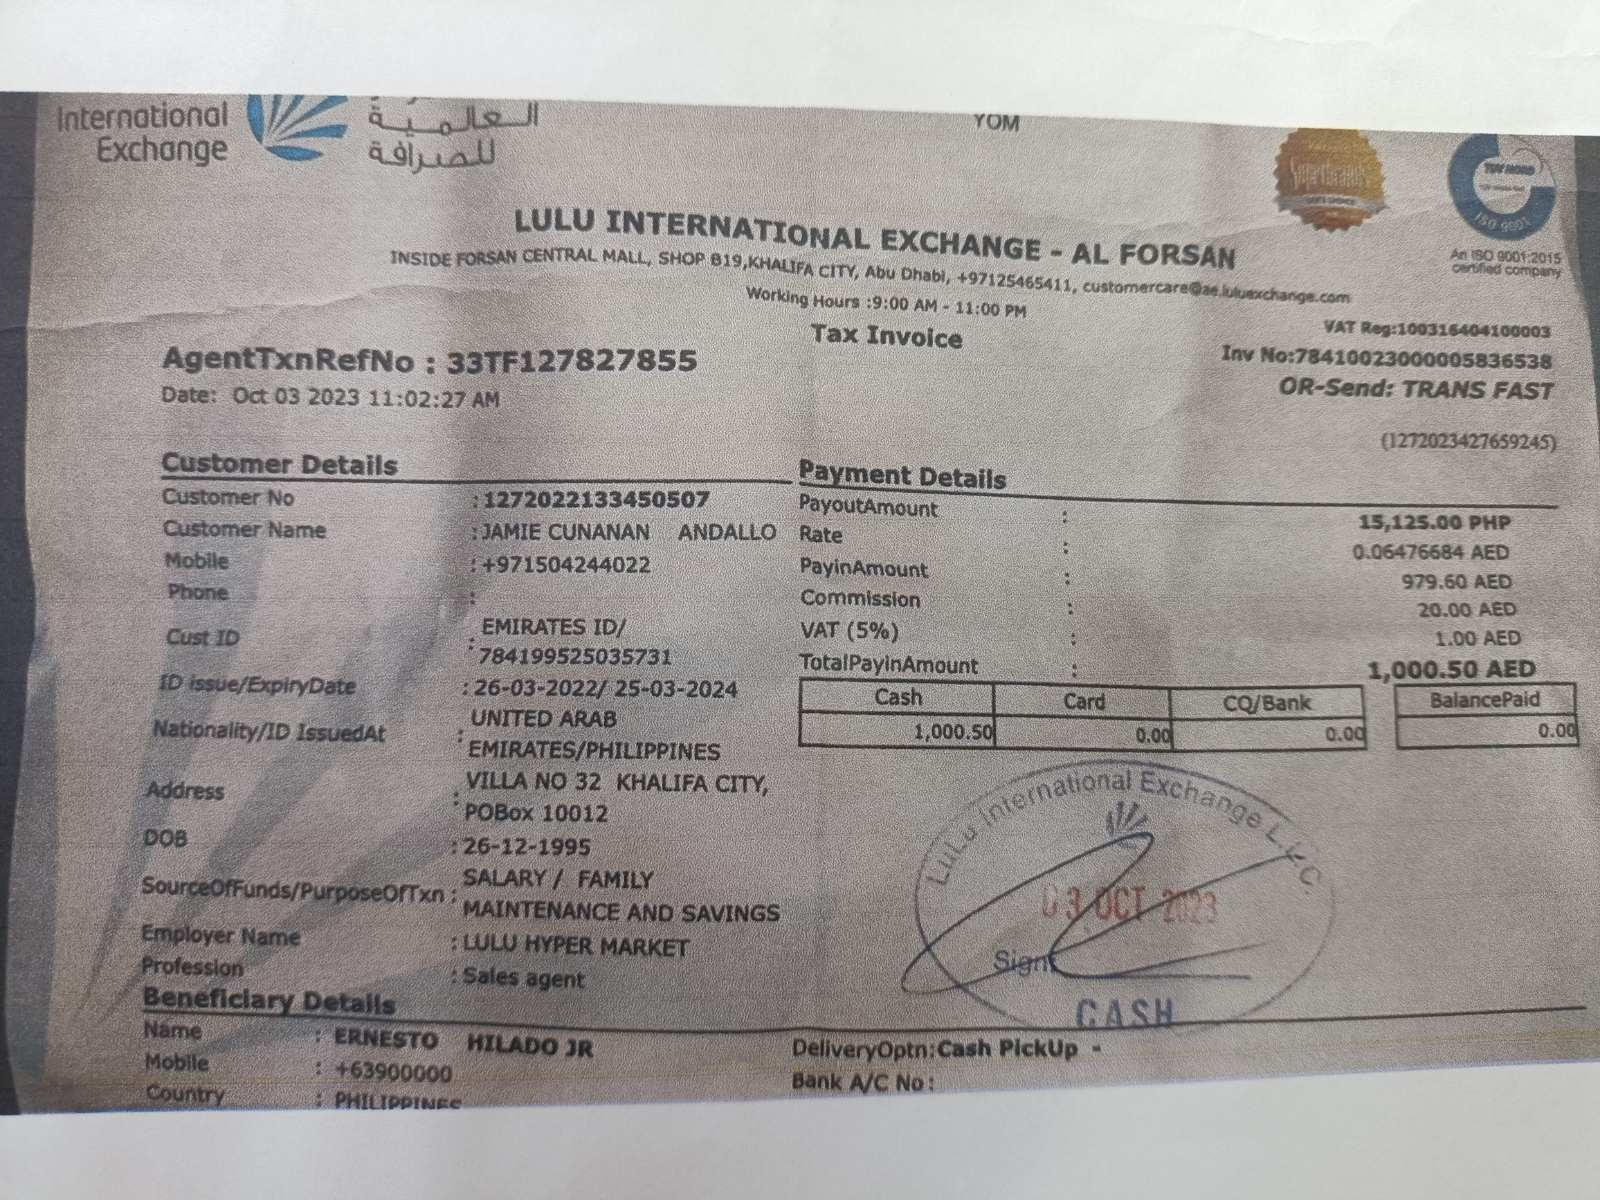 International
Exchange
العالمية
للصرافة
YOM
Superbrands
TUV NORD
ISO 9001
An ISO 9001:2015
certified company
LULU INTERNATIONAL EXCHANGE - AL FORSAN
INSIDE FORSAN CENTRAL MALL, SHOP B19,KHALIFA CITY, Abu Dhabi, +97125465411, customercare@ae.luluexchange.com
Working Hours :9:00 AM - 11:00 PM
Tax Invoice
VAT Reg:100316404100003
AgentTxnRefNo : 33TF127827855
Inv No:78410023000005836538
Date: Oct 03 2023 11:02:27 AM
OR-Send: TRANS FAST
(1272023427659245)
Customer Details
Customer No : 1272022133450507
Customer Name : JAMIE CUNANAN ANDALLO
Mobile : +971504244022
Phone :
Cust ID : EMIRATES ID/
784199525035731
ID issue/ExpiryDate : 26-03-2022/ 25-03-2024
Nationality/ID IssuedAt : UNITED ARAB
EMIRATES/PHILIPPINES
Address : VILLA NO 32 KHALIFA CITY,
POBox 10012
DOB : 26-12-1995
SourceOfFunds/PurposeOfTxn : SALARY / FAMILY
MAINTENANCE AND SAVINGS
Employer Name : LULU HYPER MARKET
Profession : Sales agent
Payment Details
PayoutAmount : 15,125.00 PHP
Rate : 0.06476684 AED
PayinAmount : 979.60 AED
Commission : 20.00 AED
VAT (5%) : 1.00 AED
TotalPayinAmount : 1,000.50 AED
Cash Card CQ/Bank BalancePaid
1,000.50 0.00 0.00 0.00
LuLu International Exchange L.L.C
03 OCT 2023
Sign
CASH
Beneficiary Details
Name : ERNESTO HILADO JR
Mobile : +63900000
Country : PHILIPPINES
DeliveryOptn:Cash PickUp -
Bank A/C No :